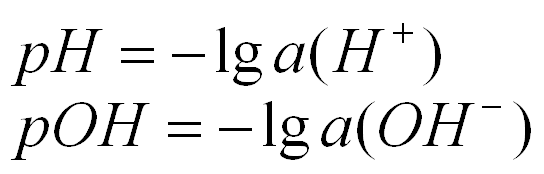 pH = −lg a(H⁺)
pOH = −lg a(OH⁻)